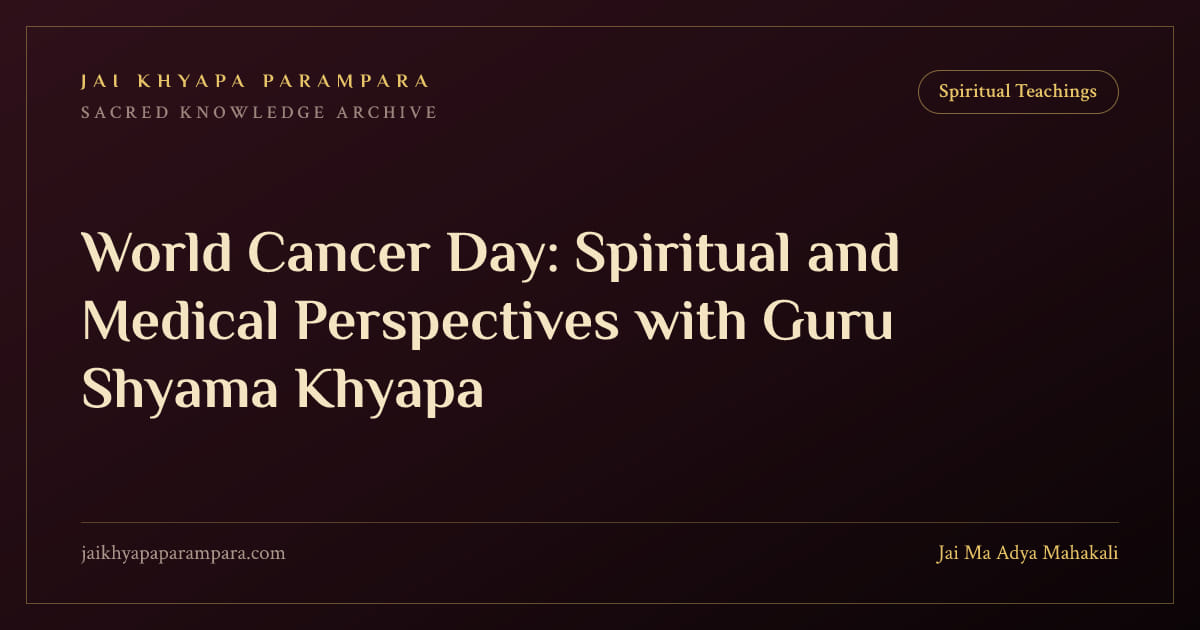 JAI KHYAPA PARAMPARA
SACRED KNOWLEDGE ARCHIVE
Spiritual Teachings
World Cancer Day: Spiritual and
Medical Perspectives with Guru
Shyama Khyapa
jaikhyapaparampara.com
Jai Ma Adya Mahakali